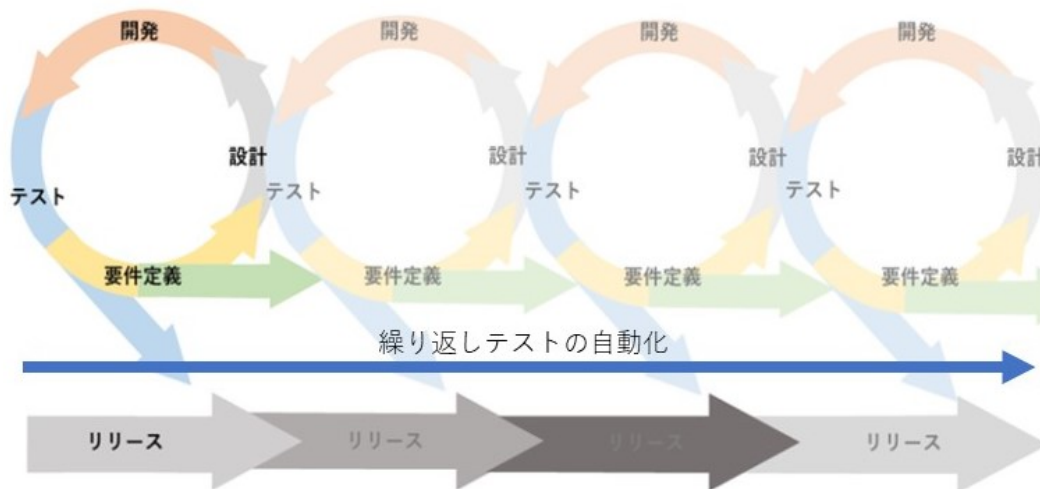 開発
開発
開発
開発
設計
設計
設計
設計
テスト
テスト
テスト
テスト
要件定義
要件定義
要件定義
要件定義
繰り返しテストの自動化
リリース
リリース
リリース
リリース